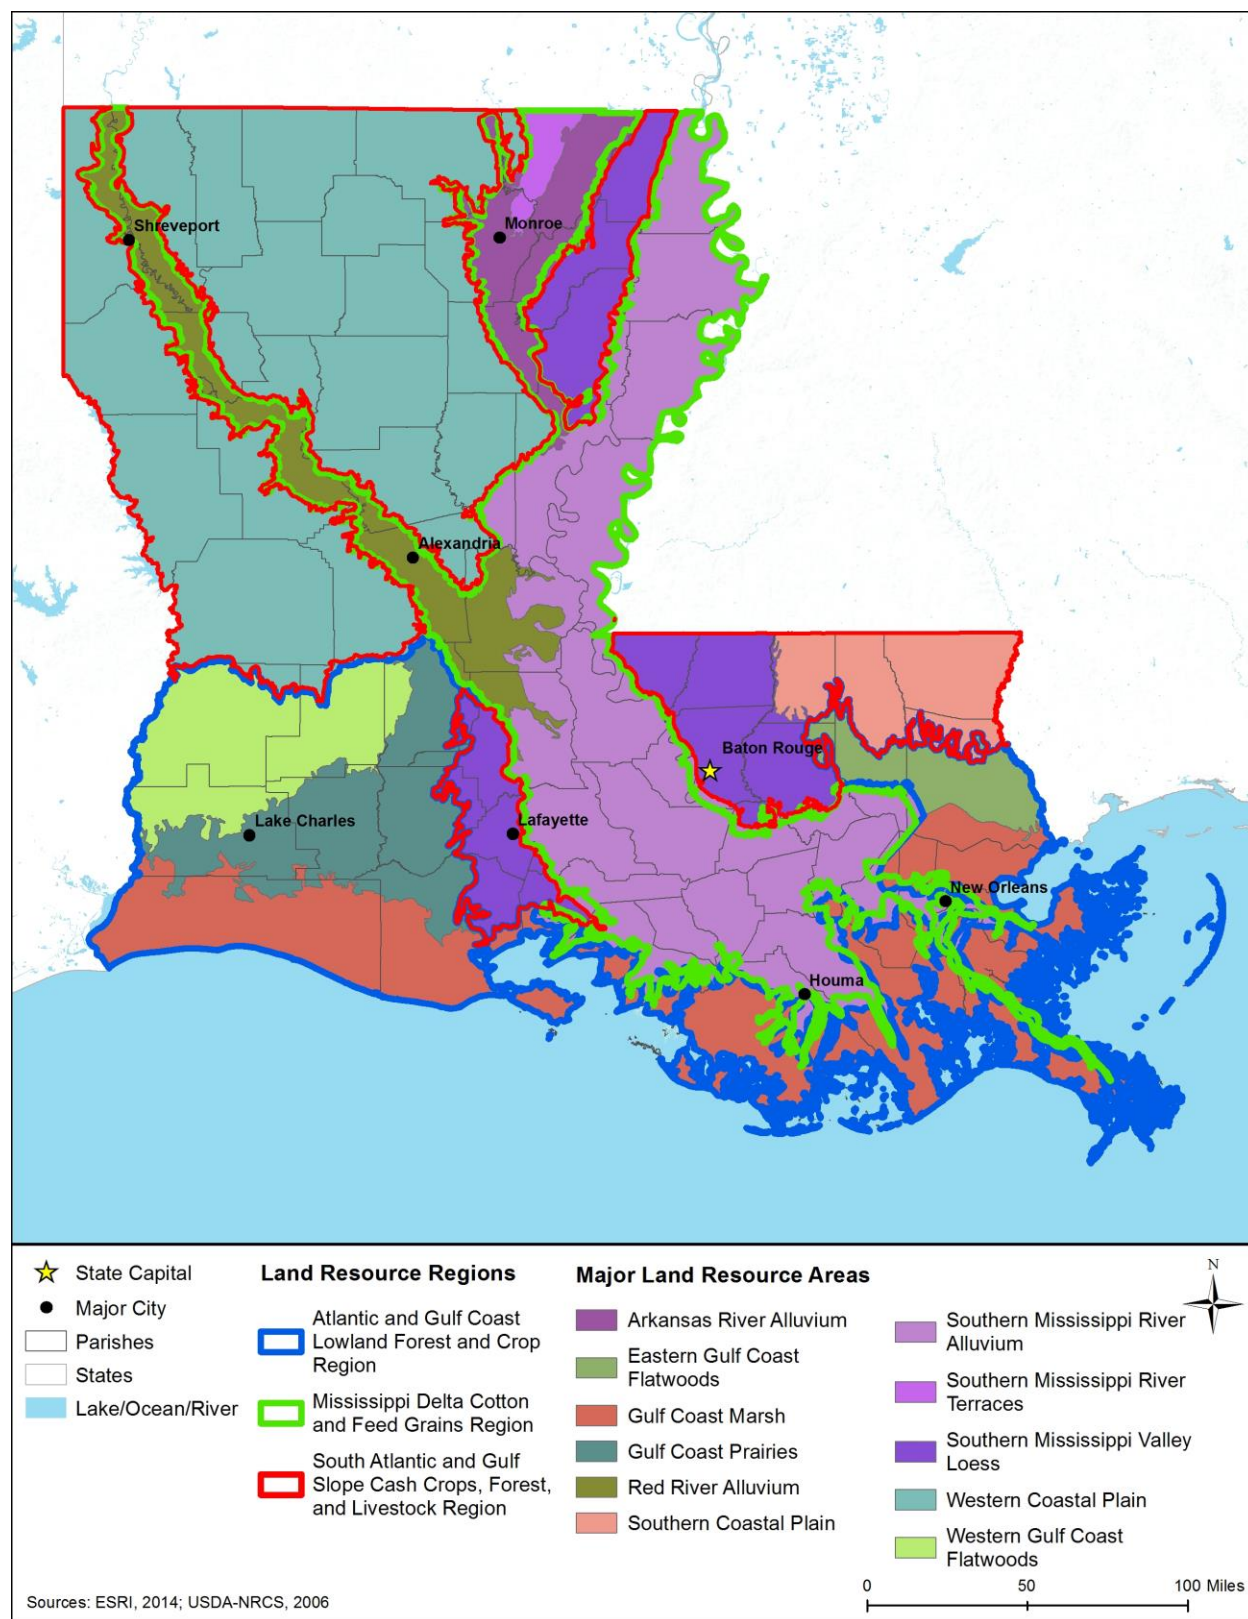 Shreveport
Monroe
Alexandria
Baton Rouge
Lake Charles
Lafayette
New Orleans
Houma
State Capital
Major City
Parishes
States
Lake/Ocean/River
Land Resource Regions
Atlantic and Gulf Coast
Lowland Forest and Crop
Region
Mississippi Delta Cotton
and Feed Grains Region
South Atlantic and Gulf
Slope Cash Crops, Forest,
and Livestock Region
Major Land Resource Areas
Arkansas River Alluvium
Eastern Gulf Coast
Flatwoods
Gulf Coast Marsh
Gulf Coast Prairies
Red River Alluvium
Southern Coastal Plain
Southern Mississippi River
Alluvium
Southern Mississippi River
Terraces
Southern Mississippi Valley
Loess
Western Coastal Plain
Western Gulf Coast
Flatwoods
N
0 50 100 Miles
Sources: ESRI, 2014; USDA-NRCS, 2006